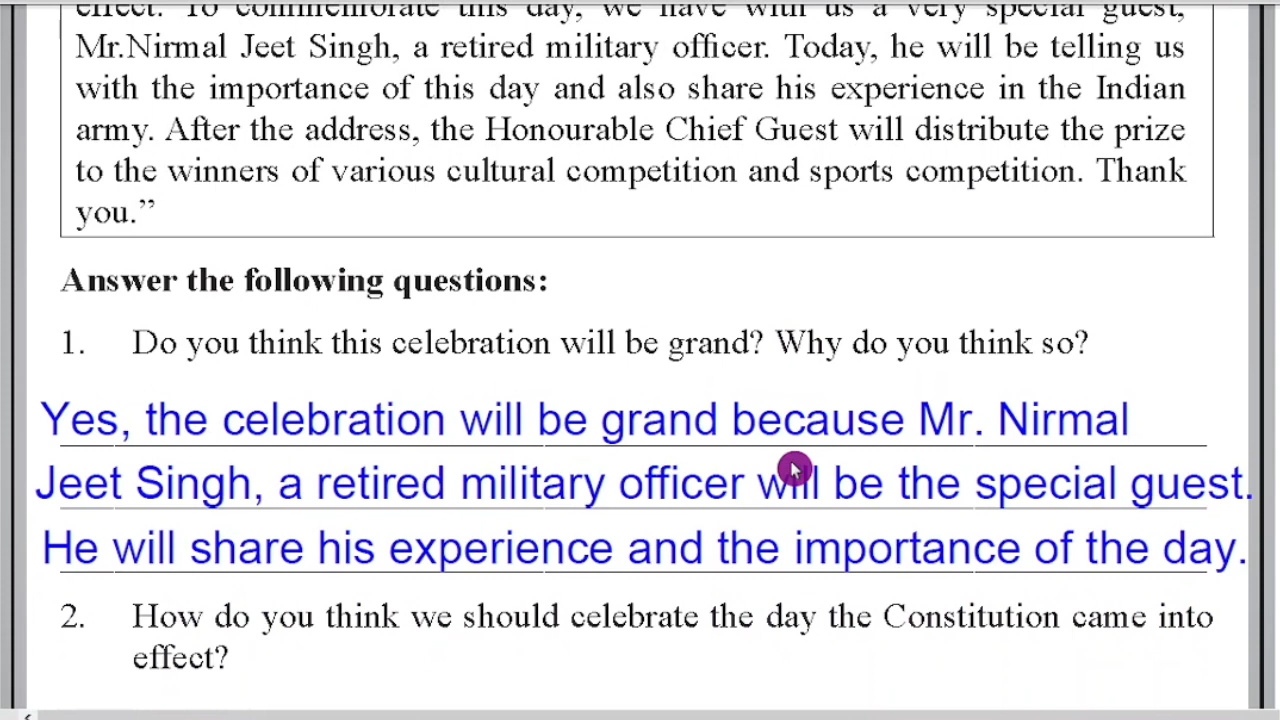 effect. To commemorate this day, we have with us a very special guest,
Mr.Nirmal Jeet Singh, a retired military officer. Today, he will be telling us
with the importance of this day and also share his experience in the Indian
army. After the address, the Honourable Chief Guest will distribute the prize
to the winners of various cultural competition and sports competition. Thank
you.”
Answer the following questions:
1. Do you think this celebration will be grand? Why do you think so?
Yes, the celebration will be grand because Mr. Nirmal
Jeet Singh, a retired military officer will be the special guest.
He will share his experience and the importance of the day.
2. How do you think we should celebrate the day the Constitution came into
effect?